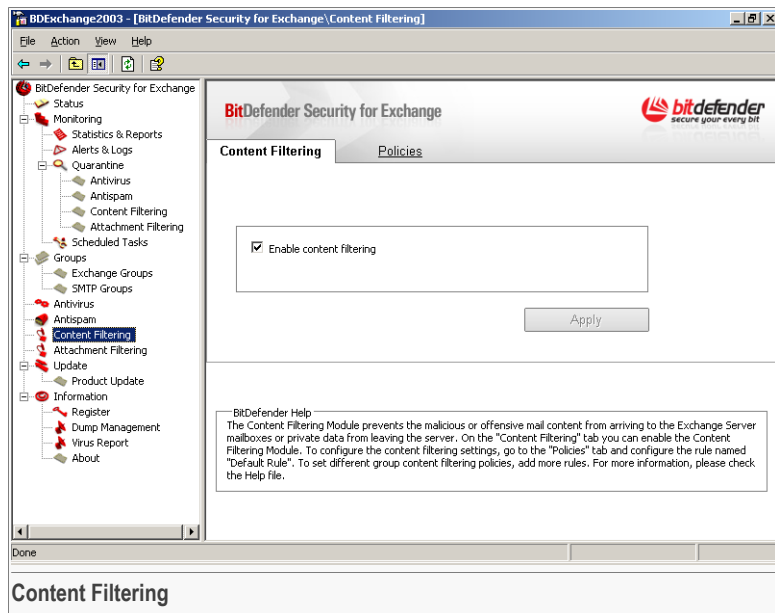 BDExchange2003 - [BitDefender Security for Exchange\Content Filtering]
File Action View Help
BitDefender Security for Exchange
Status
Monitoring
Statistics & Reports
Alerts & Logs
Quarantine
Antivirus
Antispam
Content Filtering
Attachment Filtering
Scheduled Tasks
Groups
Exchange Groups
SMTP Groups
Antivirus
Antispam
Content Filtering
Attachment Filtering
Update
Product Update
Information
Register
Dump Management
Virus Report
About
BitDefender Security for Exchange
bitdefender
secure your every bit
Content Filtering Policies
Enable content filtering
Apply
BitDefender Help
The Content Filtering Module prevents the malicious or offensive mail content from arriving to the Exchange Server
mailboxes or private data from leaving the server. On the "Content Filtering" tab you can enable the Content
Filtering Module. To configure the content filtering settings, go to the "Policies" tab and configure the rule named
"Default Rule". To set different group content filtering policies, add more rules. For more information, please check
the Help file.
Done
Content Filtering